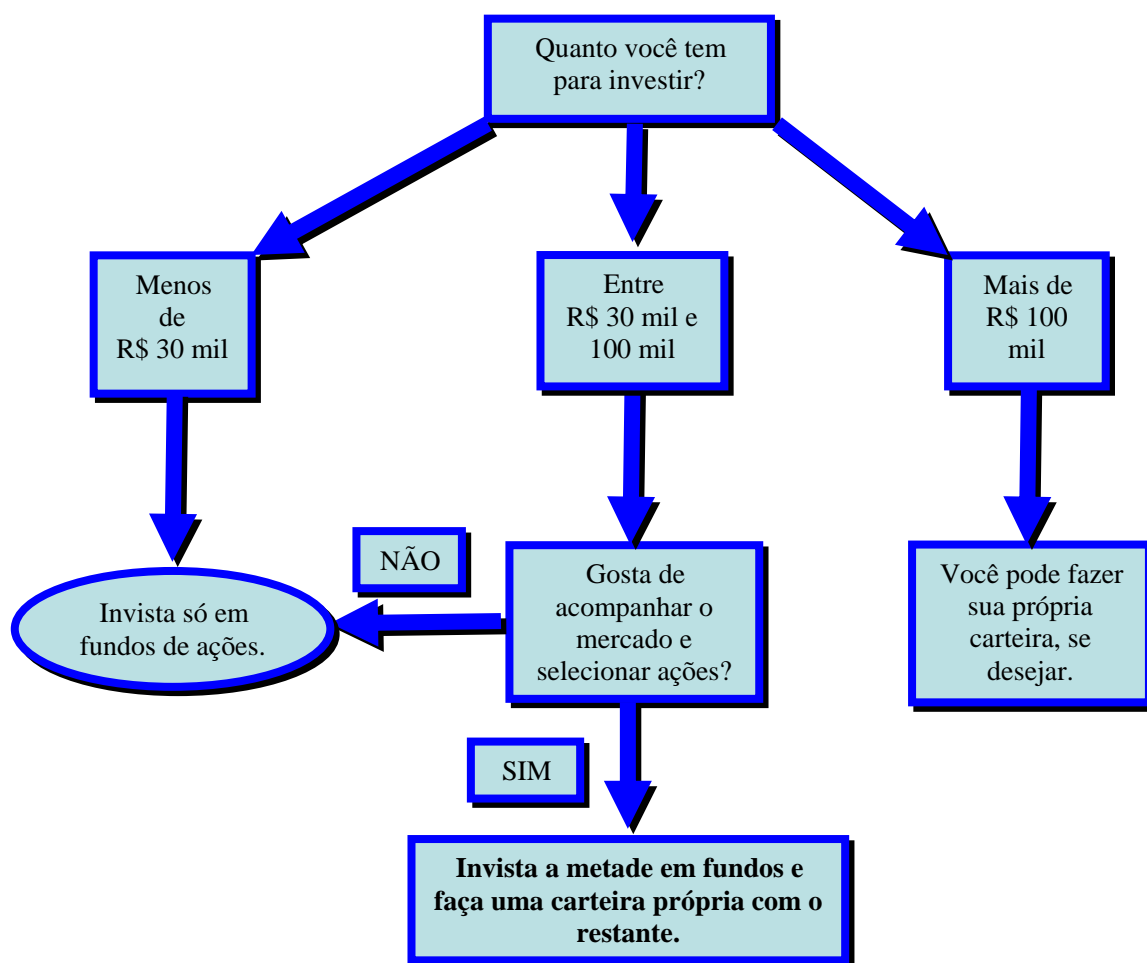 Quanto você tem
para investir?
Menos
de
R$ 30 mil
Entre
R$ 30 mil e
100 mil
Mais de
R$ 100
mil
NÃO
Invista só em
fundos de ações.
Gosta de
acompanhar o
mercado e
selecionar ações?
Você pode fazer
sua própria
carteira, se
desejar.
SIM
Invista a metade em fundos e
faça uma carteira própria com o
restante.